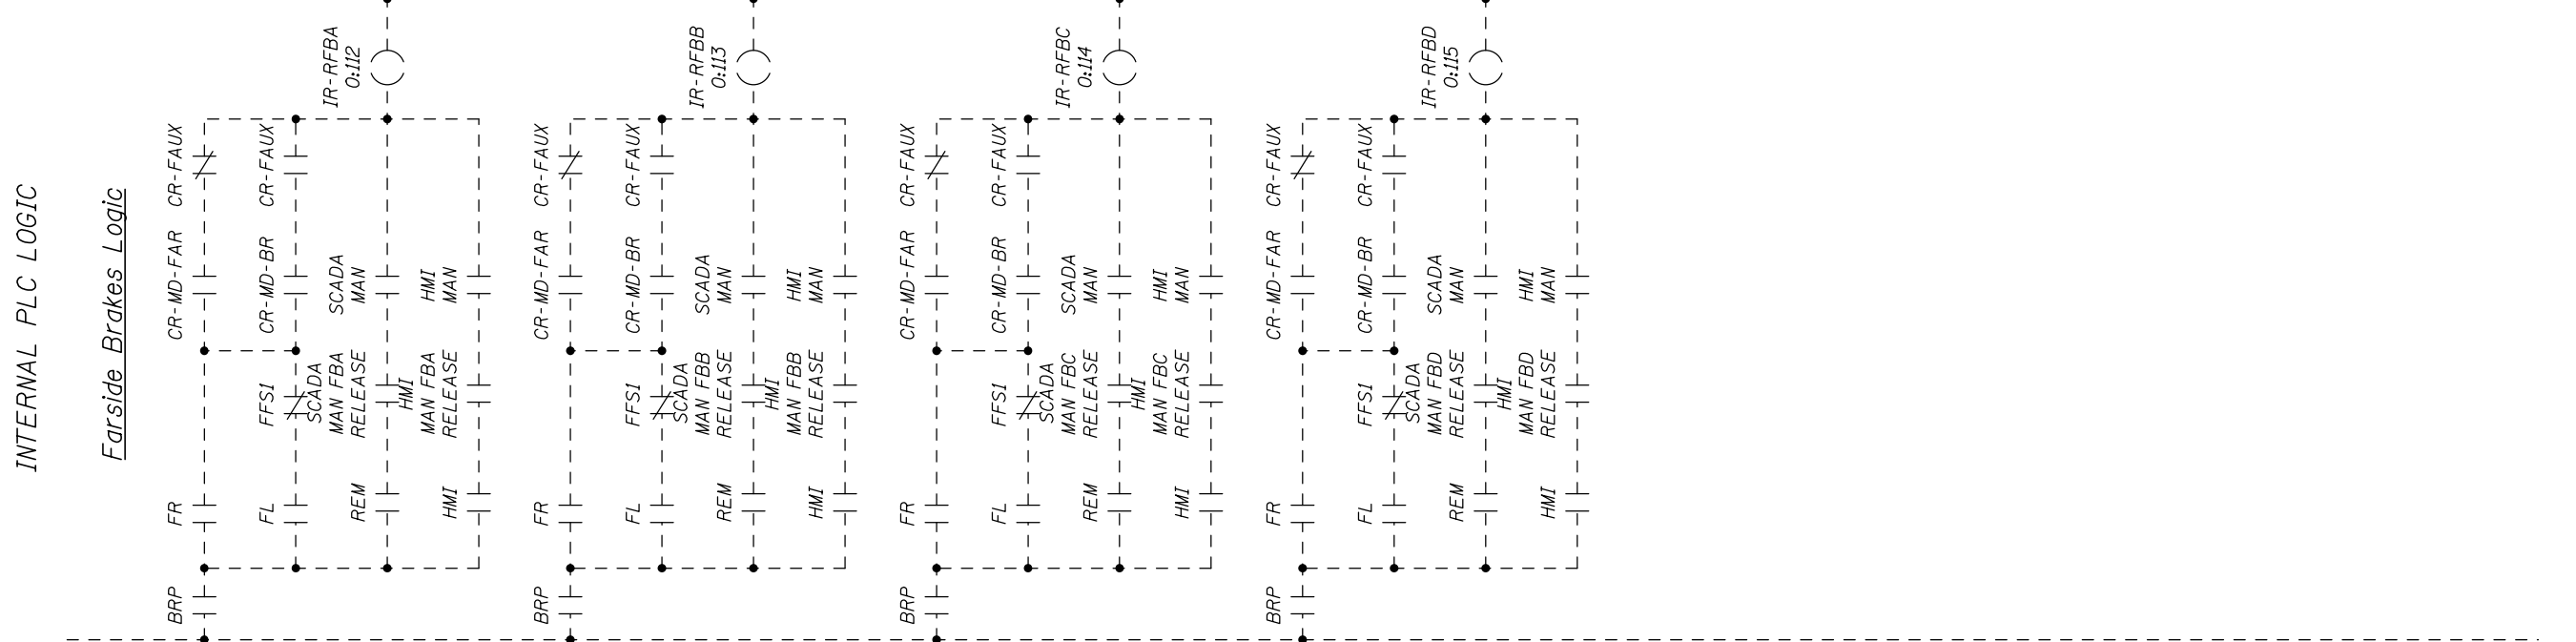 INTERNAL PLC LOGIC
Farside Brakes Logic
BRP
FR
CR-MD-FAR
CR-FAUX
FL
FFS1
CR-MD-BR
CR-FAUX
REM
SCADA
MAN FBA
RELEASE
SCADA
MAN
IR-RFBA
O:112
HMI
HMI
MAN FBA
RELEASE
HMI
MAN
BRP
FR
CR-MD-FAR
CR-FAUX
FL
FFS1
CR-MD-BR
CR-FAUX
REM
SCADA
MAN FBB
RELEASE
SCADA
MAN
IR-RFBB
O:113
HMI
HMI
MAN FBB
RELEASE
HMI
MAN
BRP
FR
CR-MD-FAR
CR-FAUX
FL
FFS1
CR-MD-BR
CR-FAUX
REM
SCADA
MAN FBC
RELEASE
SCADA
MAN
IR-RFBC
O:114
HMI
HMI
MAN FBC
RELEASE
HMI
MAN
BRP
FR
CR-MD-FAR
CR-FAUX
FL
FFS1
CR-MD-BR
CR-FAUX
REM
SCADA
MAN FBD
RELEASE
SCADA
MAN
IR-RFBD
O:115
HMI
HMI
MAN FBD
RELEASE
HMI
MAN